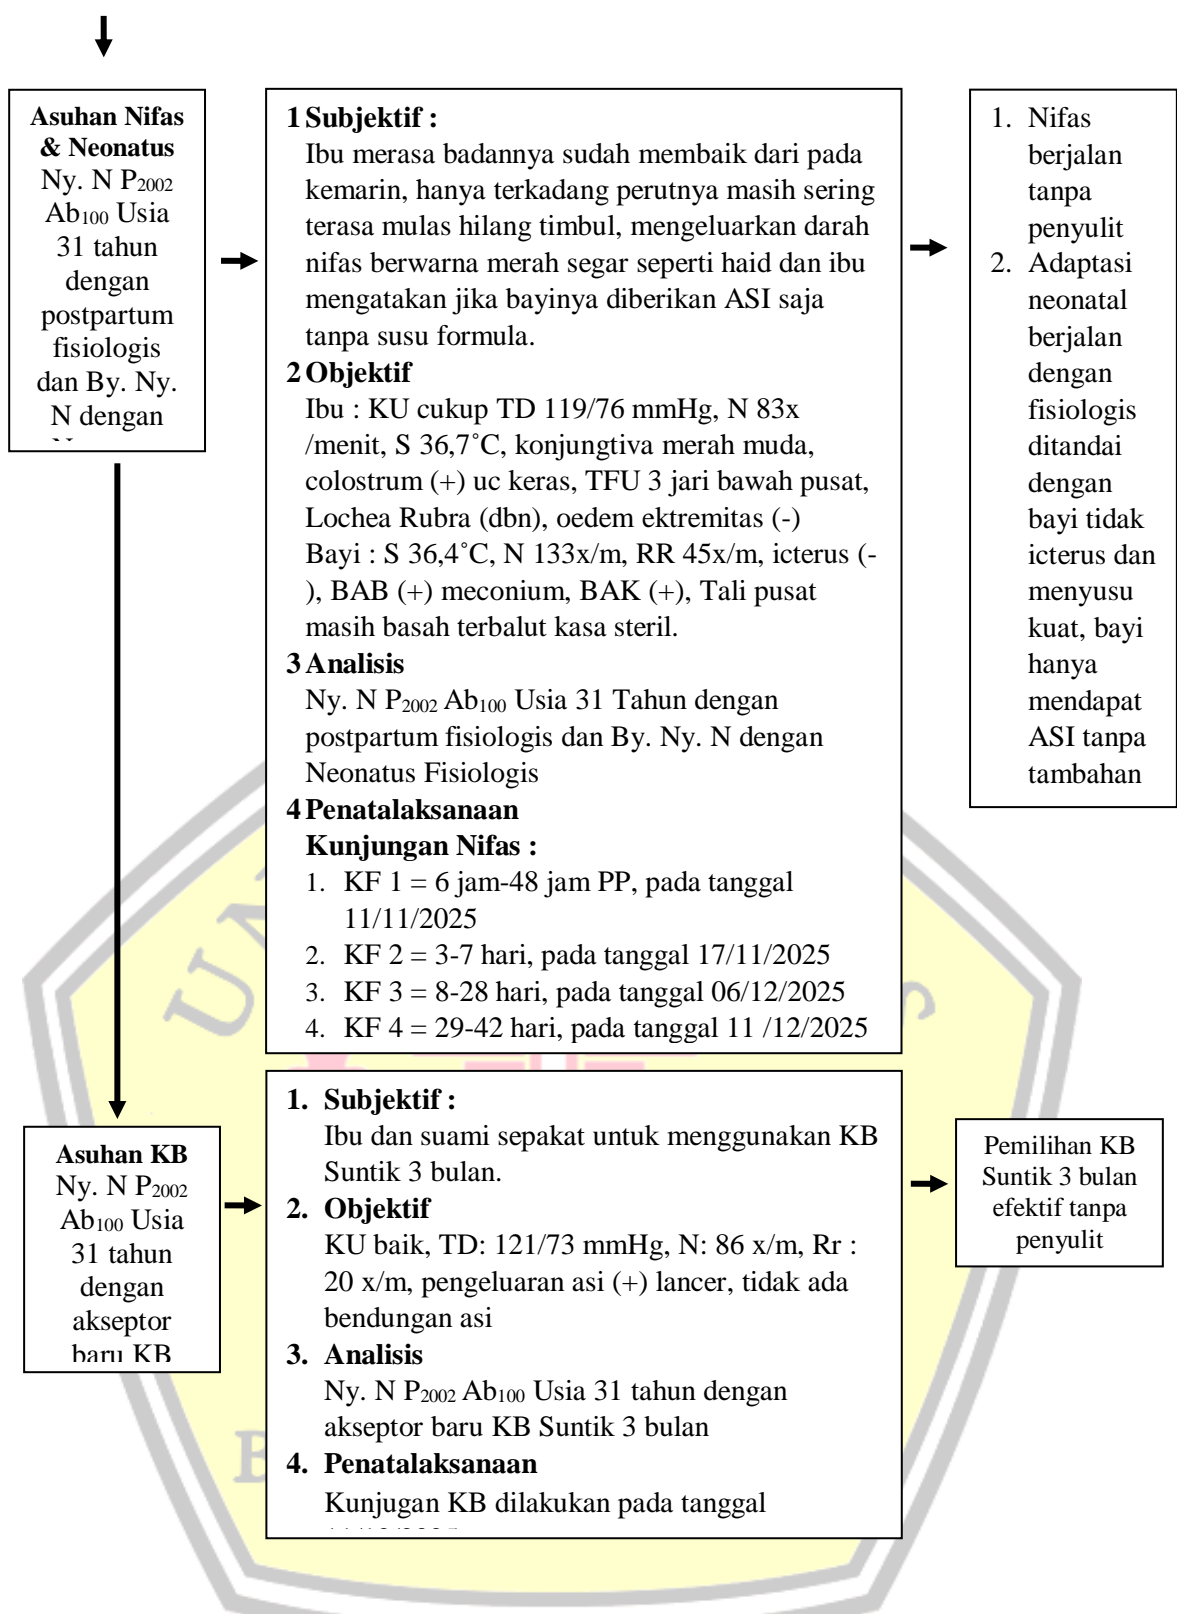 Asuhan Nifas
& Neonatus
Ny. N P2002
Ab100 Usia
31 tahun
dengan
postpartum
fisiologis
dan By. Ny.
N dengan
1 Subjektif :
Ibu merasa badannya sudah membaik dari pada
kemarin, hanya terkadang perutnya masih sering
terasa mulas hilang timbul, mengeluarkan darah
nifas berwarna merah segar seperti haid dan ibu
mengatakan jika bayinya diberikan ASI saja
tanpa susu formula.
2 Objektif
Ibu : KU cukup TD 119/76 mmHg, N 83x
/menit, S 36,7˚C, konjungtiva merah muda,
colostrum (+) uc keras, TFU 3 jari bawah pusat,
Lochea Rubra (dbn), oedem ektremitas (-)
Bayi : S 36,4˚C, N 133x/m, RR 45x/m, icterus (-
), BAB (+) meconium, BAK (+), Tali pusat
masih basah terbalut kasa steril.
3 Analisis
Ny. N P2002 Ab100 Usia 31 Tahun dengan
postpartum fisiologis dan By. Ny. N dengan
Neonatus Fisiologis
4 Penatalaksanaan
Kunjungan Nifas :
1. KF 1 = 6 jam-48 jam PP, pada tanggal
11/11/2025
2. KF 2 = 3-7 hari, pada tanggal 17/11/2025
3. KF 3 = 8-28 hari, pada tanggal 06/12/2025
4. KF 4 = 29-42 hari, pada tanggal 11 /12/2025
1. Nifas
berjalan
tanpa
penyulit
2. Adaptasi
neonatal
berjalan
dengan
fisiologis
ditandai
dengan
bayi tidak
icterus dan
menyusu
kuat, bayi
hanya
mendapat
ASI tanpa
tambahan
Asuhan KB
Ny. N P2002
Ab100 Usia
31 tahun
dengan
akseptor
baru KB
1. Subjektif :
Ibu dan suami sepakat untuk menggunakan KB
Suntik 3 bulan.
2. Objektif
KU baik, TD: 121/73 mmHg, N: 86 x/m, Rr :
20 x/m, pengeluaran asi (+) lancer, tidak ada
bendungan asi
3. Analisis
Ny. N P2002 Ab100 Usia 31 tahun dengan
akseptor baru KB Suntik 3 bulan
4. Penatalaksanaan
Kunjugan KB dilakukan pada tanggal
Pemilihan KB
Suntik 3 bulan
efektif tanpa
penyulit